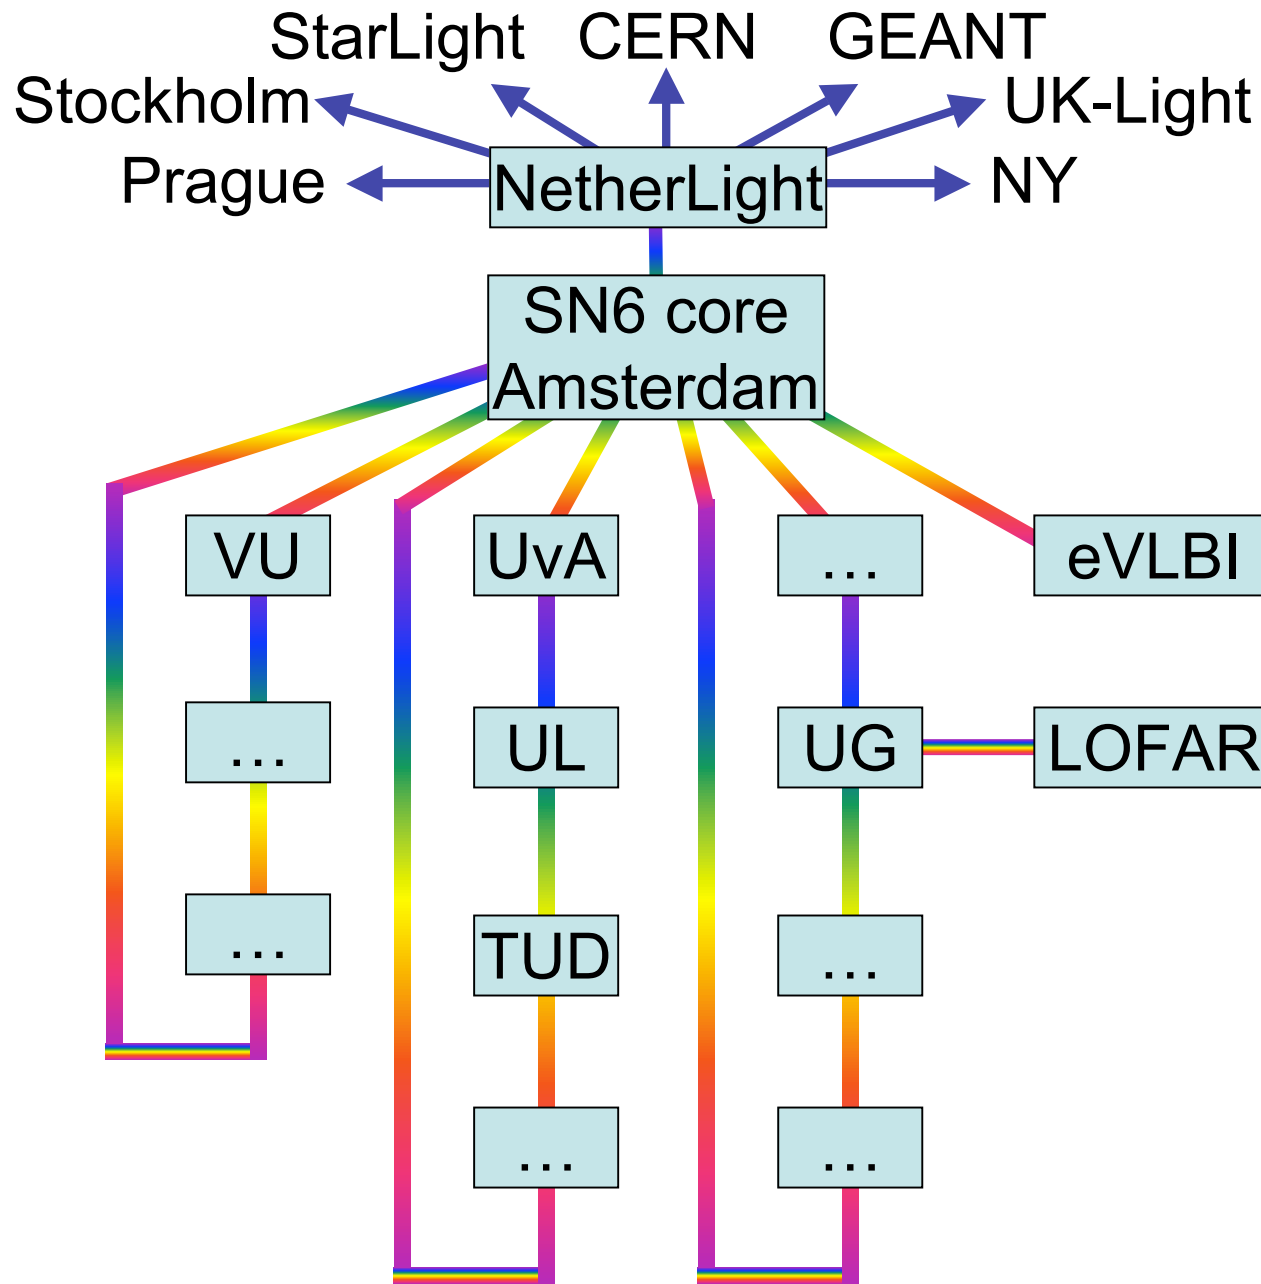 StarLight CERN GEANT
Stockholm UK-Light
Prague NetherLight NY
SN6 core
Amsterdam
VU UvA ... eVLBI
... UL UG LOFAR
... TUD ...
... ...